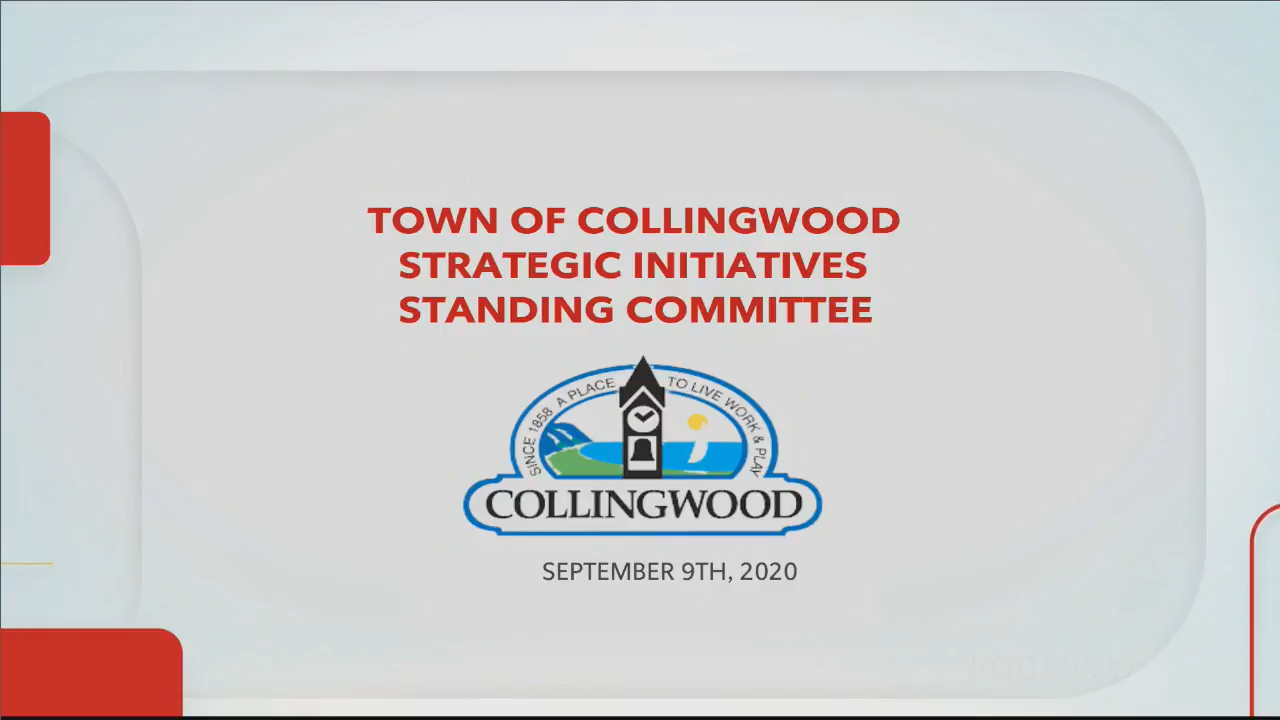 TOWN OF COLLINGWOOD
STRATEGIC INITIATIVES
STANDING COMMITTEE
SINCE 1858 A PLACE TO LIVE WORK & PLAY
COLLINGWOOD
SEPTEMBER 9TH, 2020